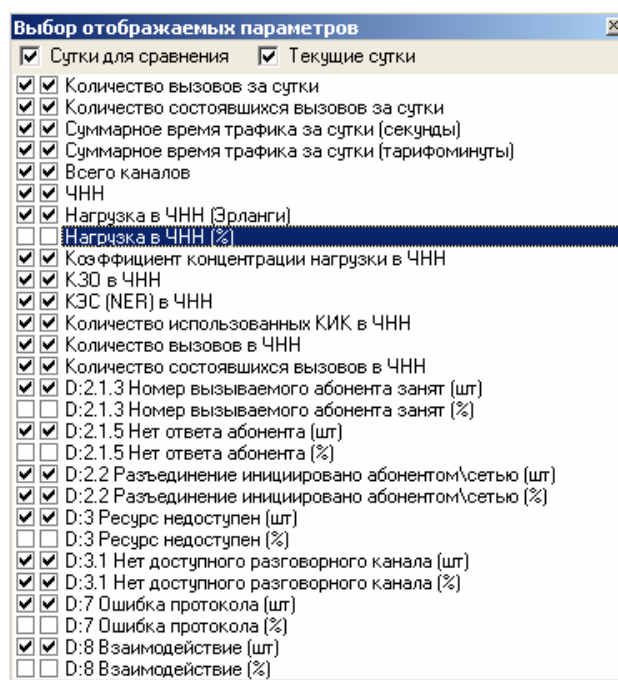 Выбор отображаемых параметров
Сутки для сравнения Текущие сутки
Количество вызовов за сутки
Количество состоявшихся вызовов за сутки
Суммарное время трафика за сутки (секунды)
Суммарное время трафика за сутки (тарифоминуты)
Всего каналов
ЧНН
Нагрузка в ЧНН (Эрланги)
Нагрузка в ЧНН (%)
Коэффициент концентрации нагрузки в ЧНН
КЗО в ЧНН
КЭС (NER) в ЧНН
Количество использованных КИК в ЧНН
Количество вызовов в ЧНН
Количество состоявшихся вызовов в ЧНН
D:2.1.3 Номер вызываемого абонента занят (шт)
D:2.1.3 Номер вызываемого абонента занят (%)
D:2.1.5 Нет ответа абонента (шт)
D:2.1.5 Нет ответа абонента (%)
D:2.2 Разъединение инициировано абонентом\сетью (шт)
D:2.2 Разъединение инициировано абонентом\сетью (%)
D:3 Ресурс недоступен (шт)
D:3 Ресурс недоступен (%)
D:3.1 Нет доступного разговорного канала (шт)
D:3.1 Нет доступного разговорного канала (%)
D:7 Ошибка протокола (шт)
D:7 Ошибка протокола (%)
D:8 Взаимодействие (шт)
D:8 Взаимодействие (%)